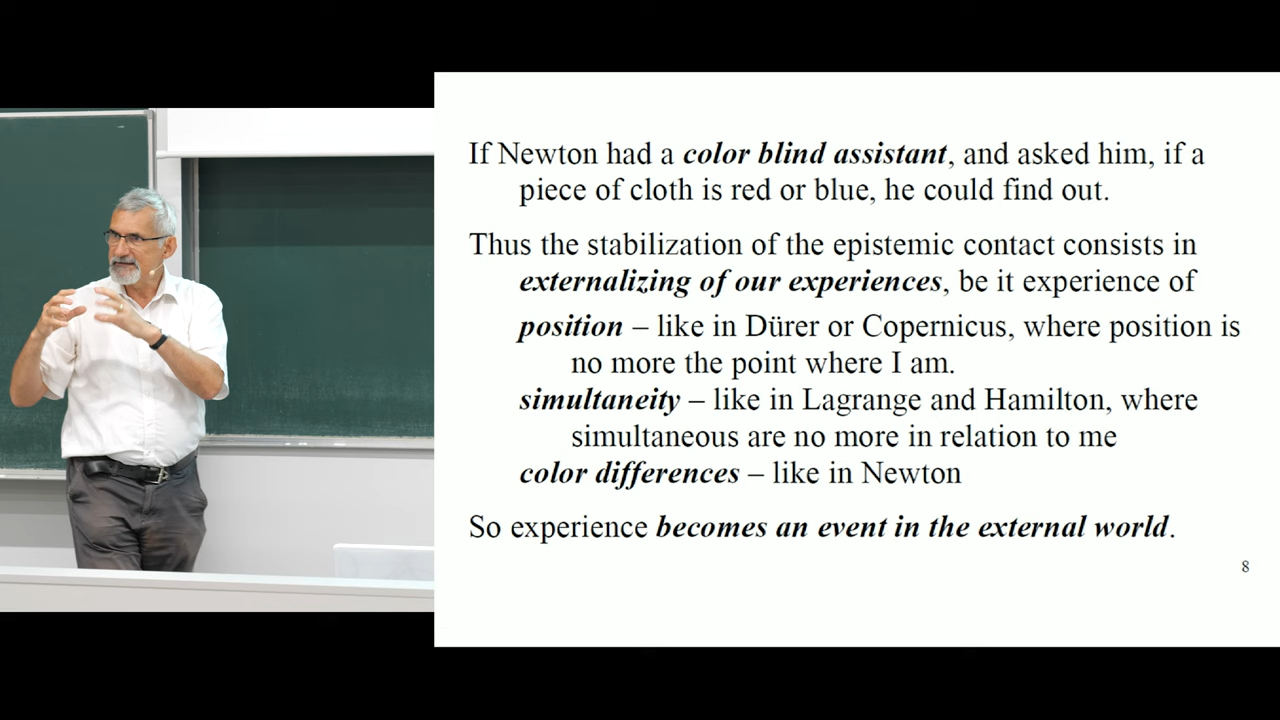 If Newton had a color blind assistant, and asked him, if a
piece of cloth is red or blue, he could find out.
Thus the stabilization of the epistemic contact consists in
externalizing of our experiences, be it experience of
position – like in Dürer or Copernicus, where position is
no more the point where I am.
simultaneity – like in Lagrange and Hamilton, where
simultaneous are no more in relation to me
color differences – like in Newton
So experience becomes an event in the external world.
8